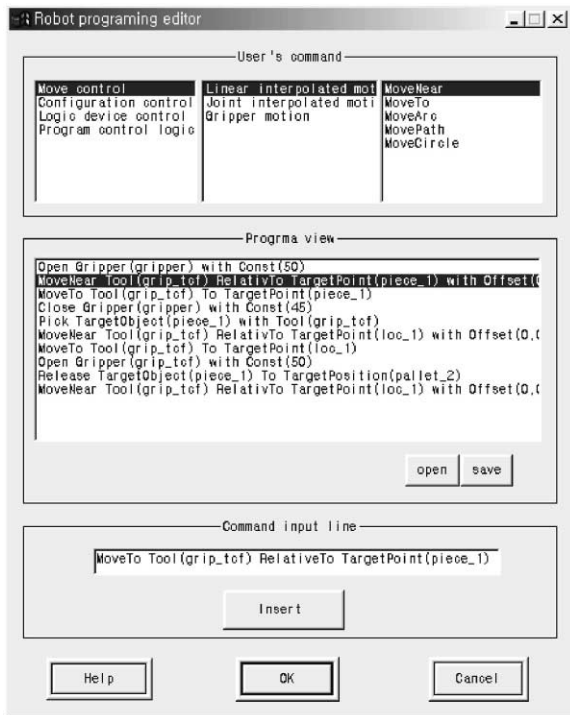 Robot programing editor
User's command
Move control
Configuration control
Logic device control
Program control logic
Linear interpolated mot
Joint interpolated moti
Gripper motion
MoveNear
MoveTo
MoveArc
MovePath
MoveCircle
Progrma view
Open Gripper(gripper) with Const(50)
MoveNear Tool(grip_tcf) RelativTo TargetPoint(piece_1) with Offset(0
MoveTo Tool(grip_tcf) To TargetPoint(piece_1)
Close Gripper(gripper) with Const(45)
Pick TargetObject(piece_1) with Tool(grip_tcf)
MoveNear Tool(grip_tcf) RelativTo TargetPoint(loc_1) with Offset(0,0
MoveTo Tool(grip_tcf) To TargetPoint(loc_1)
Open Gripper(grip_tcf) with Const(50)
Release TargetObject(piece_1) To TargetPosition(pallet_2)
MoveNear Tool(grip_tcf) RelativTo TargetPoint(loc_1) with Offset(0,0
open save
Command input line
MoveTo Tool(grip_tcf) RelativeTo TargetPoint(piece_1)
Insert
Help OK Cancel